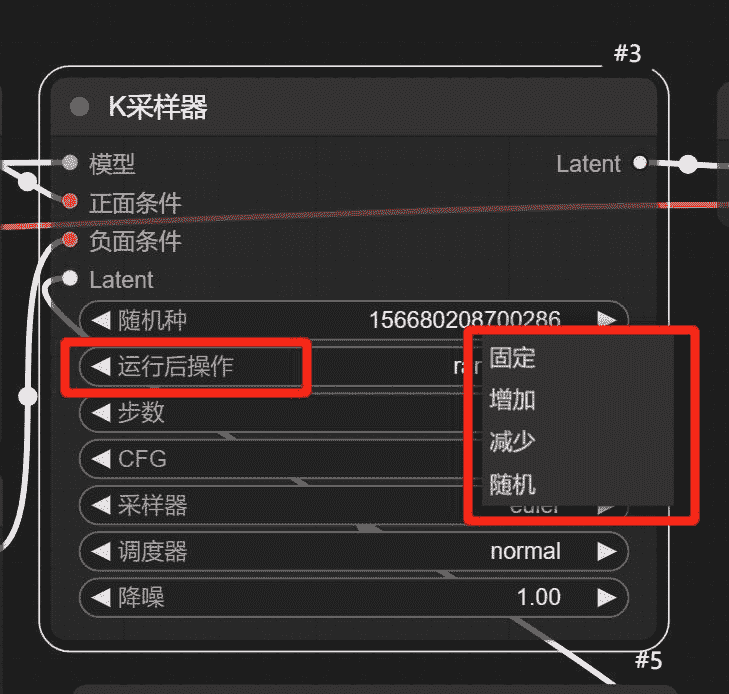 #3
K采样器
模型
Latent
正面条件
负面条件
Latent
随机种 156680208700286
运行后操作
固定
增加
步数
减少
CFG
随机
采样器 euler
调度器 normal
降噪 1.00
#5